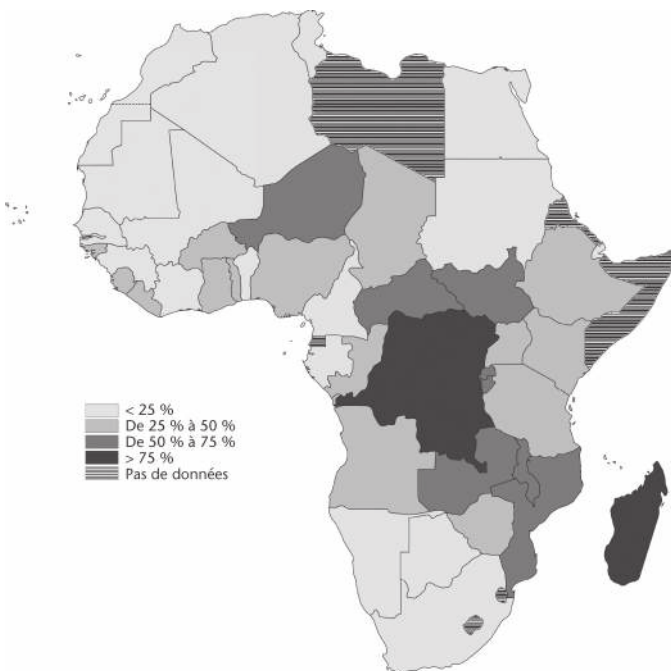 < 25 %
De 25 % à 50 %
De 50 % à 75 %
> 75 %
Pas de données